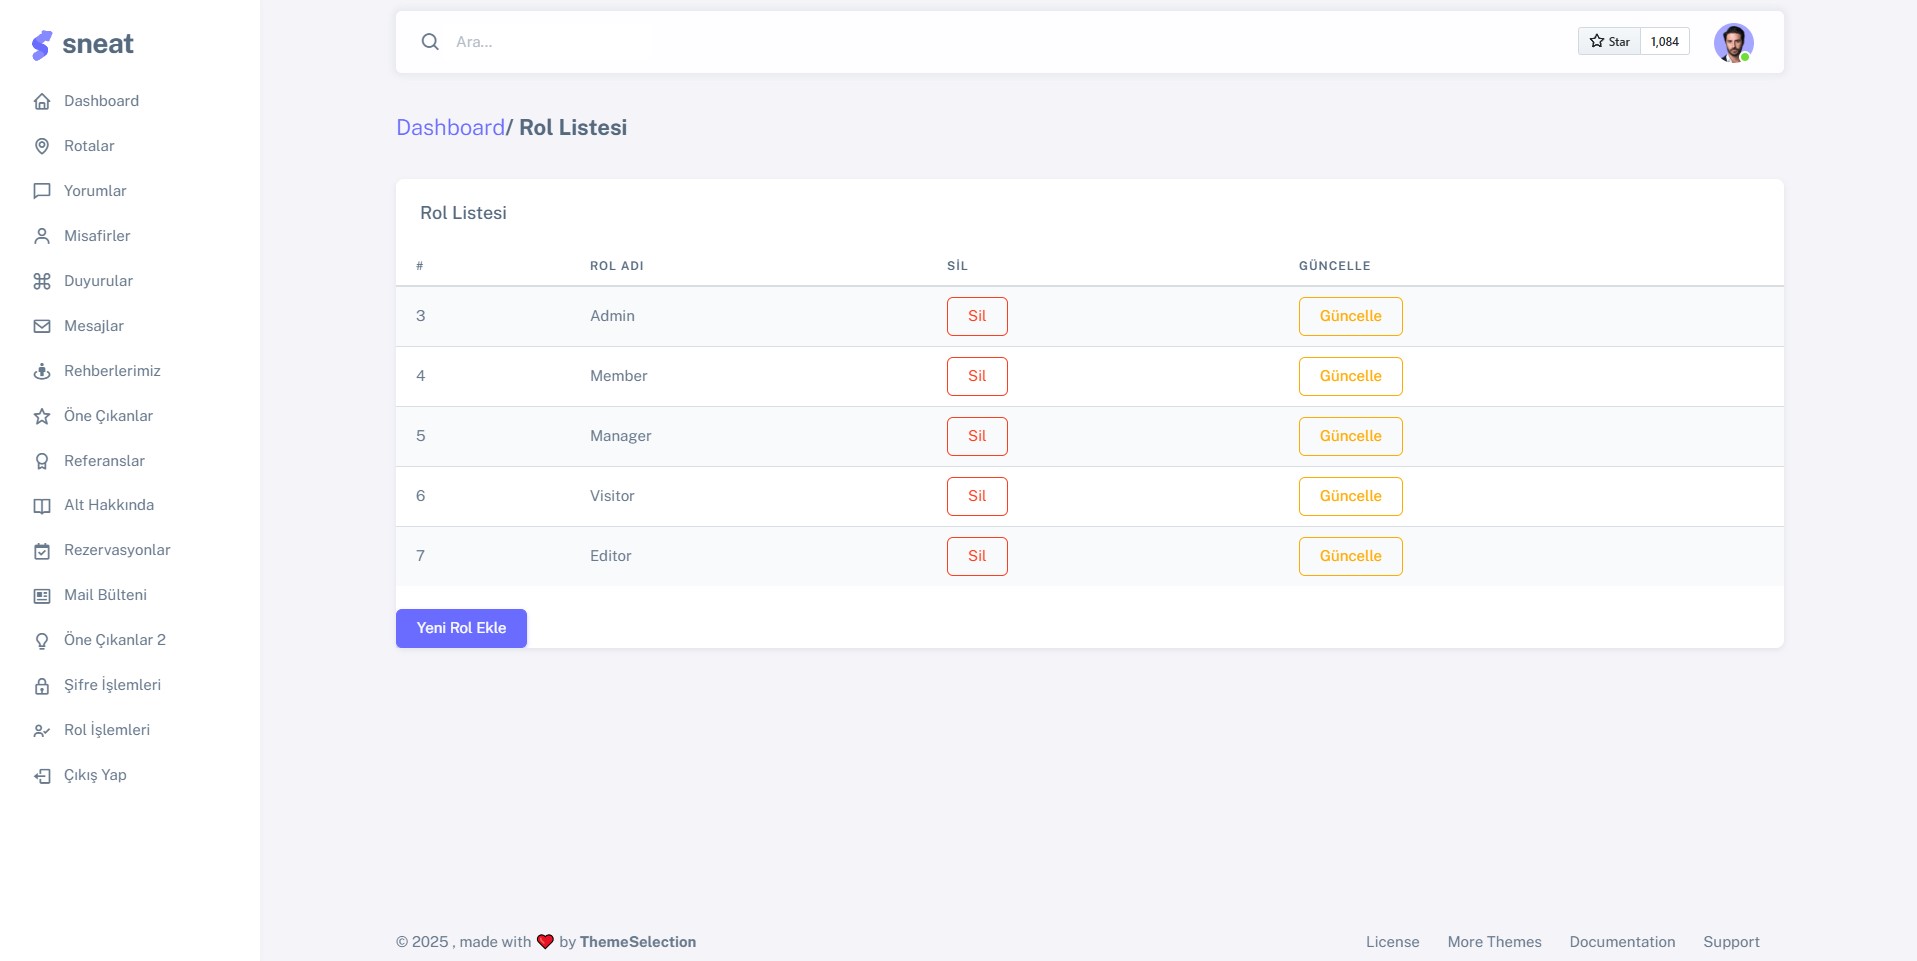 sneat
Dashboard
Rotalar
Yorumlar
Misafirler
Duyurular
Mesajlar
Rehberlerimiz
Öne Çıkanlar
Referanslar
Alt Hakkında
Rezervasyonlar
Mail Bülteni
Öne Çıkanlar 2
Şifre İşlemleri
Rol İşlemleri
Çıkış Yap
Ara... Star 1,084
Dashboard/ Rol Listesi
Rol Listesi
# ROL ADI SİL GÜNCELLE
3 Admin Sil Güncelle
4 Member Sil Güncelle
5 Manager Sil Güncelle
6 Visitor Sil Güncelle
7 Editor Sil Güncelle
Yeni Rol Ekle
© 2025 , made with ❤️ by ThemeSelection License More Themes Documentation Support